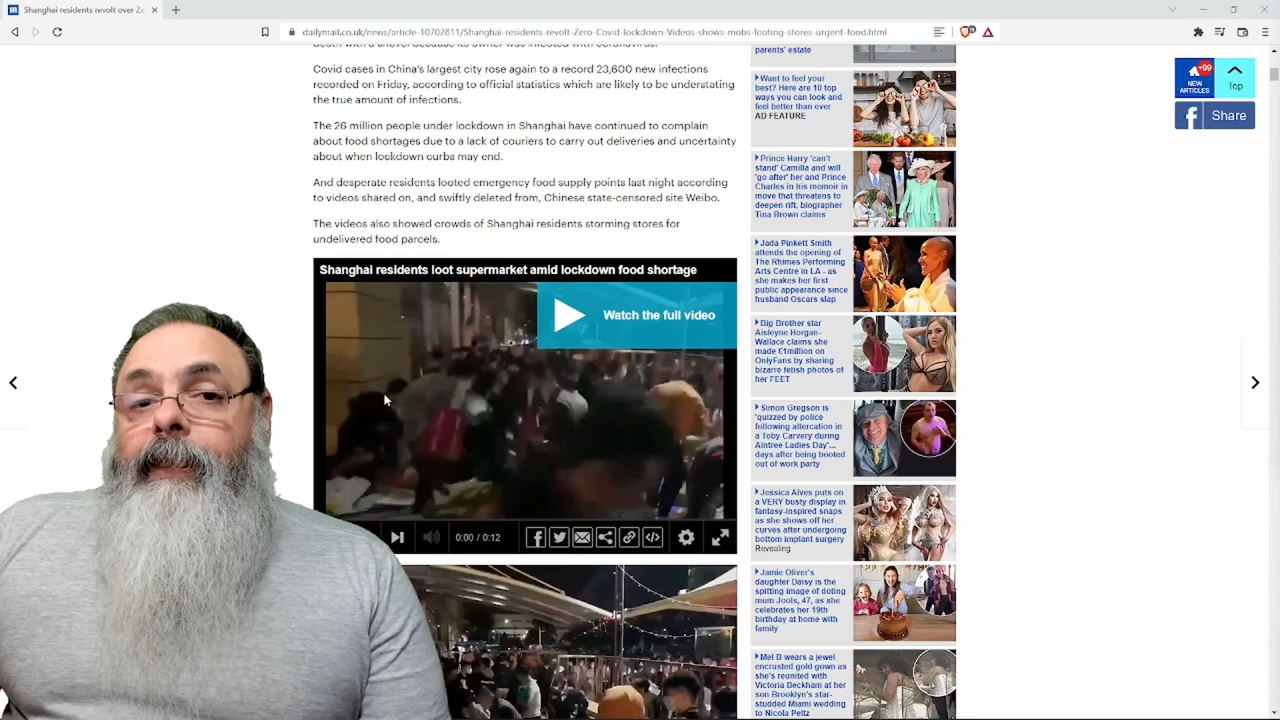 Shanghai residents revolt over Ze
dailymail.co.uk/news/article-10702811/Shanghai-residents-revolt-Zero-Covid-lockdown-Videos-shows-mobs-looting-stores-urgent-food.html
death with a shovel because its owner was infected with coronavirus.
Covid cases in China's largest city rose again to a record 23,600 new infections
recorded on Friday, according to official statistics which are likely to be understating
the true amount of infections.
The 26 million people under lockdown in Shanghai have continued to complain
about food shortages due to a lack of couriers to carry out deliveries and uncertainty
about when lockdown curbs may end.
And desperate residents looted emergency food supply points last night according
to videos shared on, and swiftly deleted from, Chinese state-censored site Weibo.
The videos also showed crowds of Shanghai residents storming stores for
undelivered food parcels.
Shanghai residents loot supermarket amid lockdown food shortage
Watch the full video
0:00 / 0:12
parents' estate
Want to feel your
best? Here are 10 top
ways you can look and
feel better than ever
AD FEATURE
Prince Harry 'can't
stand' Camilla and will
'go after' her and Prince
Charles in his memoir in
move that threatens to
deepen rift, biographer
Tina Brown claims
Jada Pinkett Smith
attends the opening of
The Rhimes Performing
Arts Centre in LA - as
she makes her first
public appearance since
husband Oscars slap
Big Brother star
Aisleyne Horgan-
Wallace claims she
made £1million on
OnlyFans by sharing
bizarre fetish photos of
her FEET
Simon Gregson is
'quizzed by police
following altercation in
a Toby Carvery during
Aintree Ladies Day'...
days after being booted
out of work party
Jessica Alves puts on
a VERY busty display in
fantasy-inspired snaps
as she shows off her
curves after undergoing
bottom implant surgery
Revealing
Jamie Oliver's
daughter Daisy is the
spitting image of doting
mum Jools, 47, as she
celebrates her 19th
birthday at home with
family
Mel B wears a jewel
encrusted gold gown as
she's reunited with
Victoria Beckham at her
son Brooklyn's star-
studded Miami wedding
to Nicola Peltz
+99
NEW
ARTICLES
Top
Share